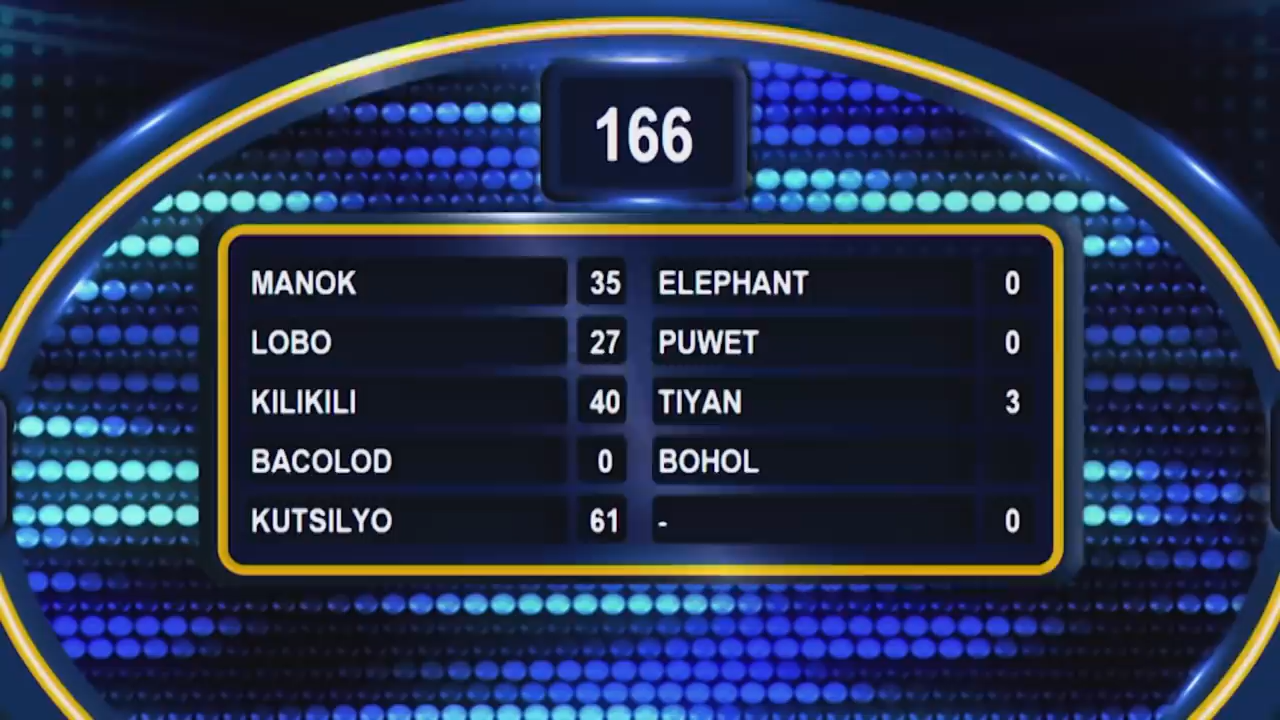 166
MANOK 35 ELEPHANT 0
LOBO 27 PUWET 0
KILIKILI 40 TIYAN 3
BACOLOD 0 BOHOL
KUTSILYO 61 - 0